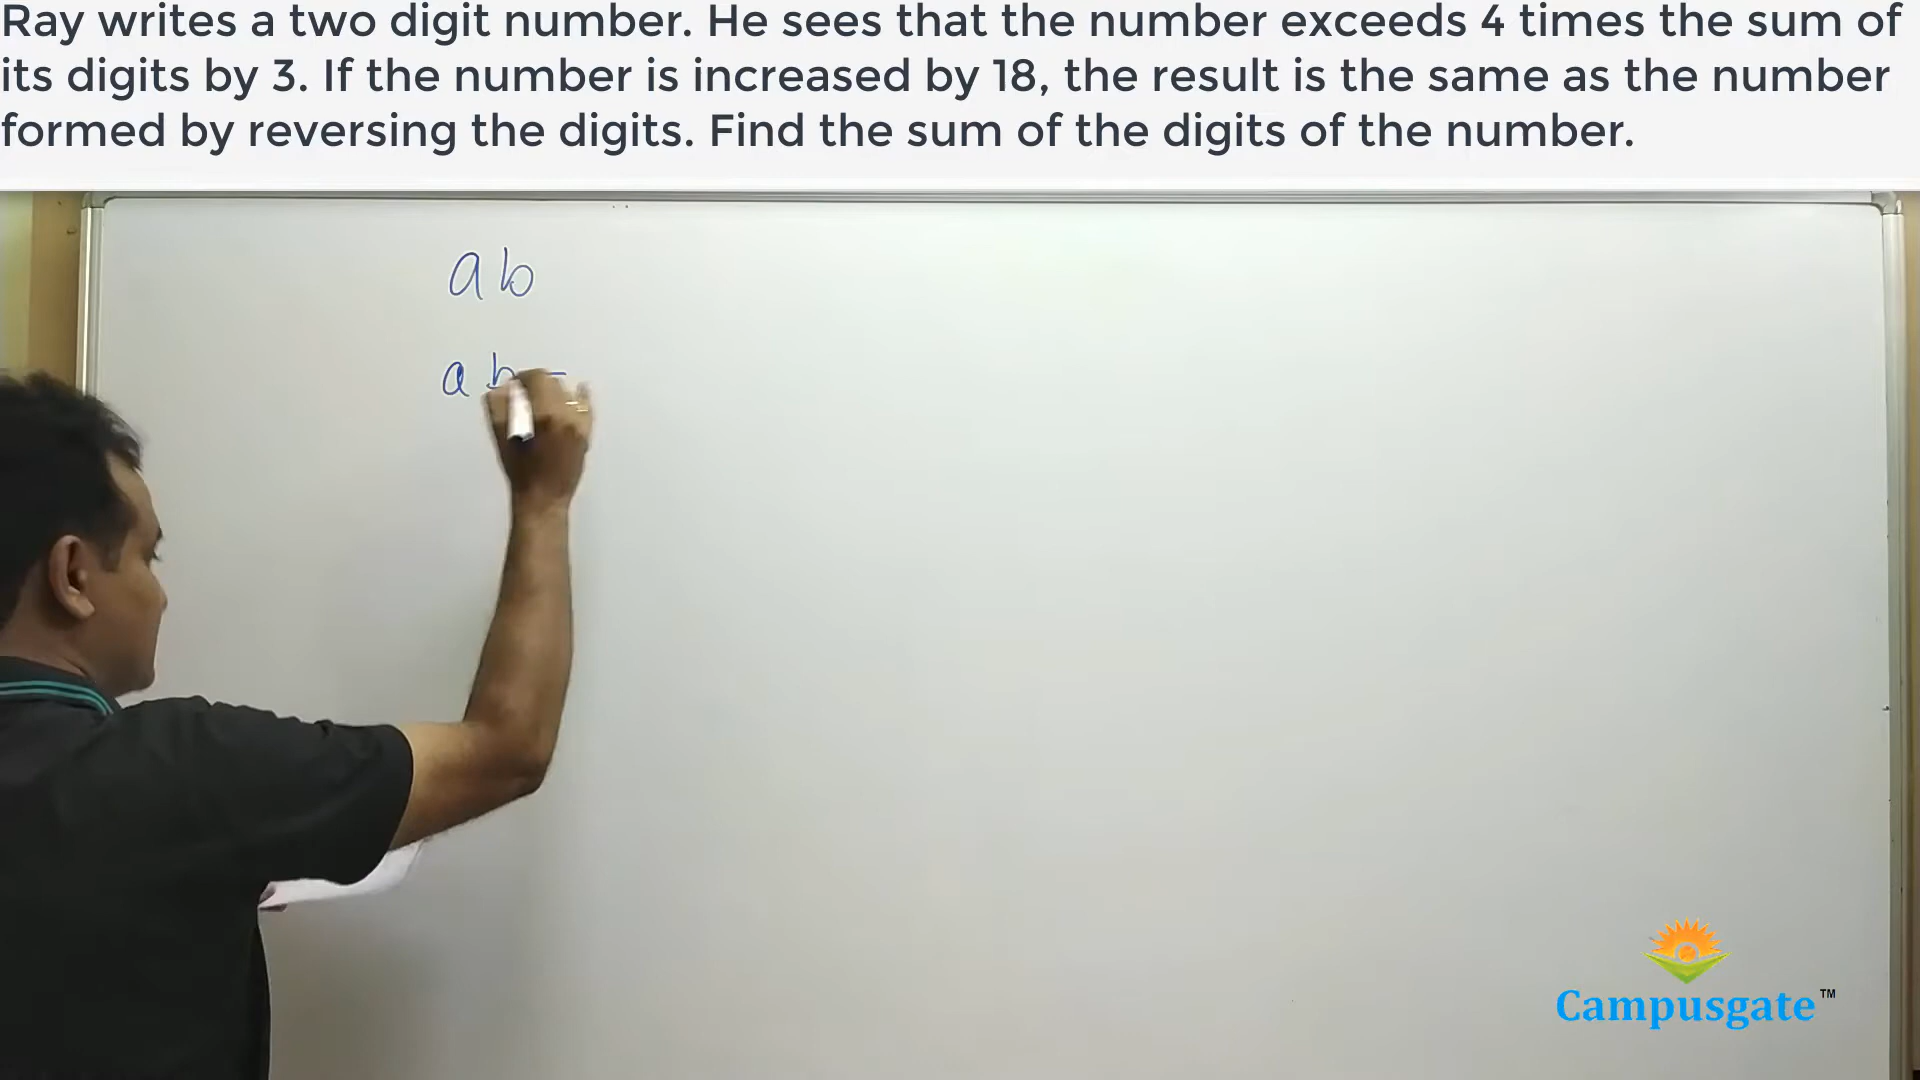 Ray writes a two digit number. He sees that the number exceeds 4 times the sum of
its digits by 3. If the number is increased by 18, the result is the same as the number
formed by reversing the digits. Find the sum of the digits of the number.
a b
a b
Campusgate™